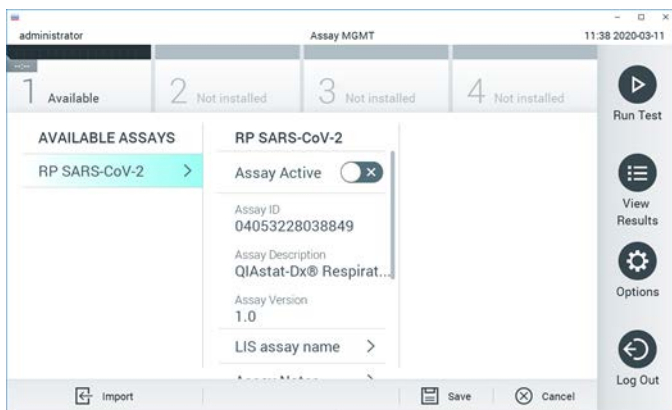 administrator
Assay MGMT
11:38 2020-03-11
1 Available
2 Not installed
3 Not installed
4 Not installed
Run Test
View
Results
Options
Log Out
AVAILABLE ASSAYS
RP SARS-CoV-2
RP SARS-CoV-2
Assay Active
Assay ID
04053228038849
Assay Description
QIAstat-Dx® Respirat...
Assay Version
1.0
LIS assay name
Import
Save
Cancel